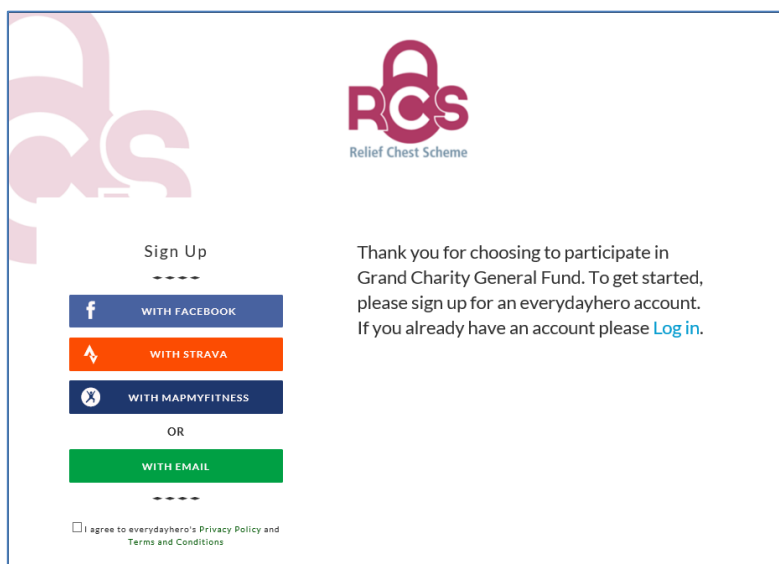 RCS
Relief Chest Scheme
Sign Up
WITH FACEBOOK
WITH STRAVA
WITH MAPMYFITNESS
OR
WITH EMAIL
I agree to everydayhero's Privacy Policy and
Terms and Conditions
Thank you for choosing to participate in
Grand Charity General Fund. To get started,
please sign up for an everydayhero account.
If you already have an account please Log in.